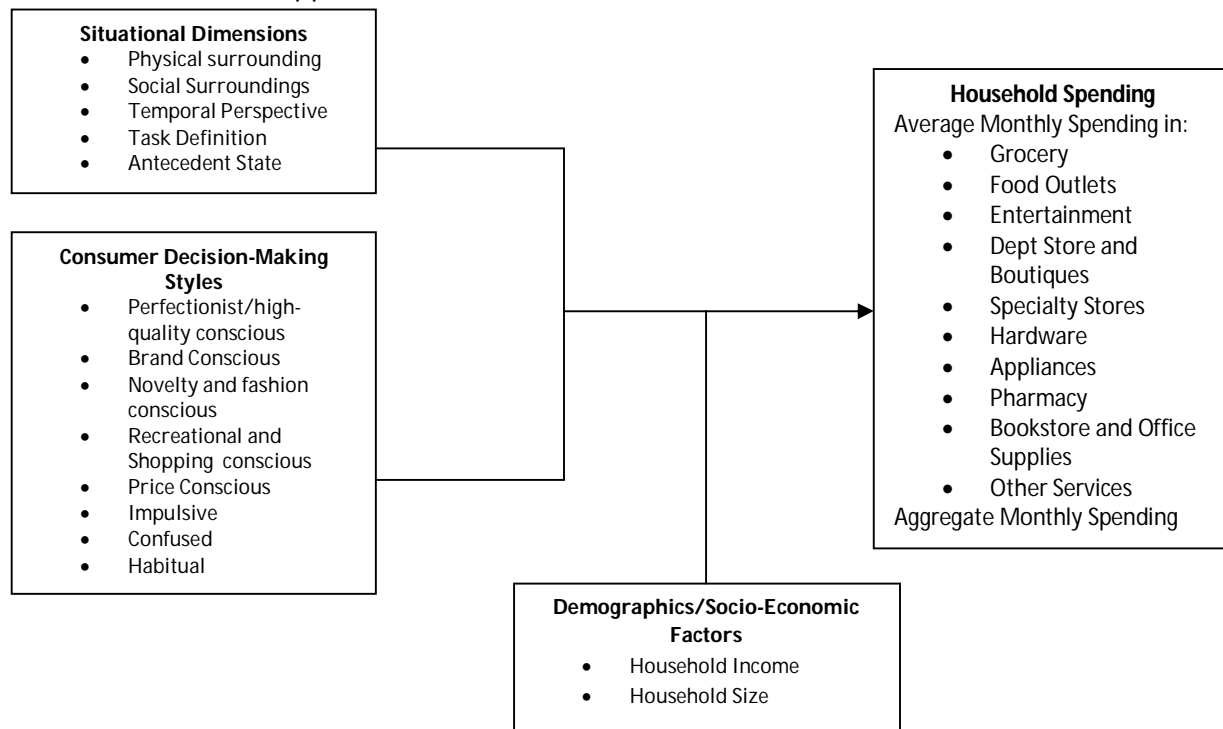 Situational Dimensions
• Physical surrounding
• Social Surroundings
• Temporal Perspective
• Task Definition
• Antecedent State
Consumer Decision-Making
Styles
• Perfectionist/high-
quality conscious
• Brand Conscious
• Novelty and fashion
conscious
• Recreational and
Shopping conscious
• Price Conscious
• Impulsive
• Confused
• Habitual
Household Spending
Average Monthly Spending in:
• Grocery
• Food Outlets
• Entertainment
• Dept Store and
Boutiques
• Specialty Stores
• Hardware
• Appliances
• Pharmacy
• Bookstore and Office
Supplies
• Other Services
Aggregate Monthly Spending
Demographics/Socio-Economic
Factors
• Household Income
• Household Size